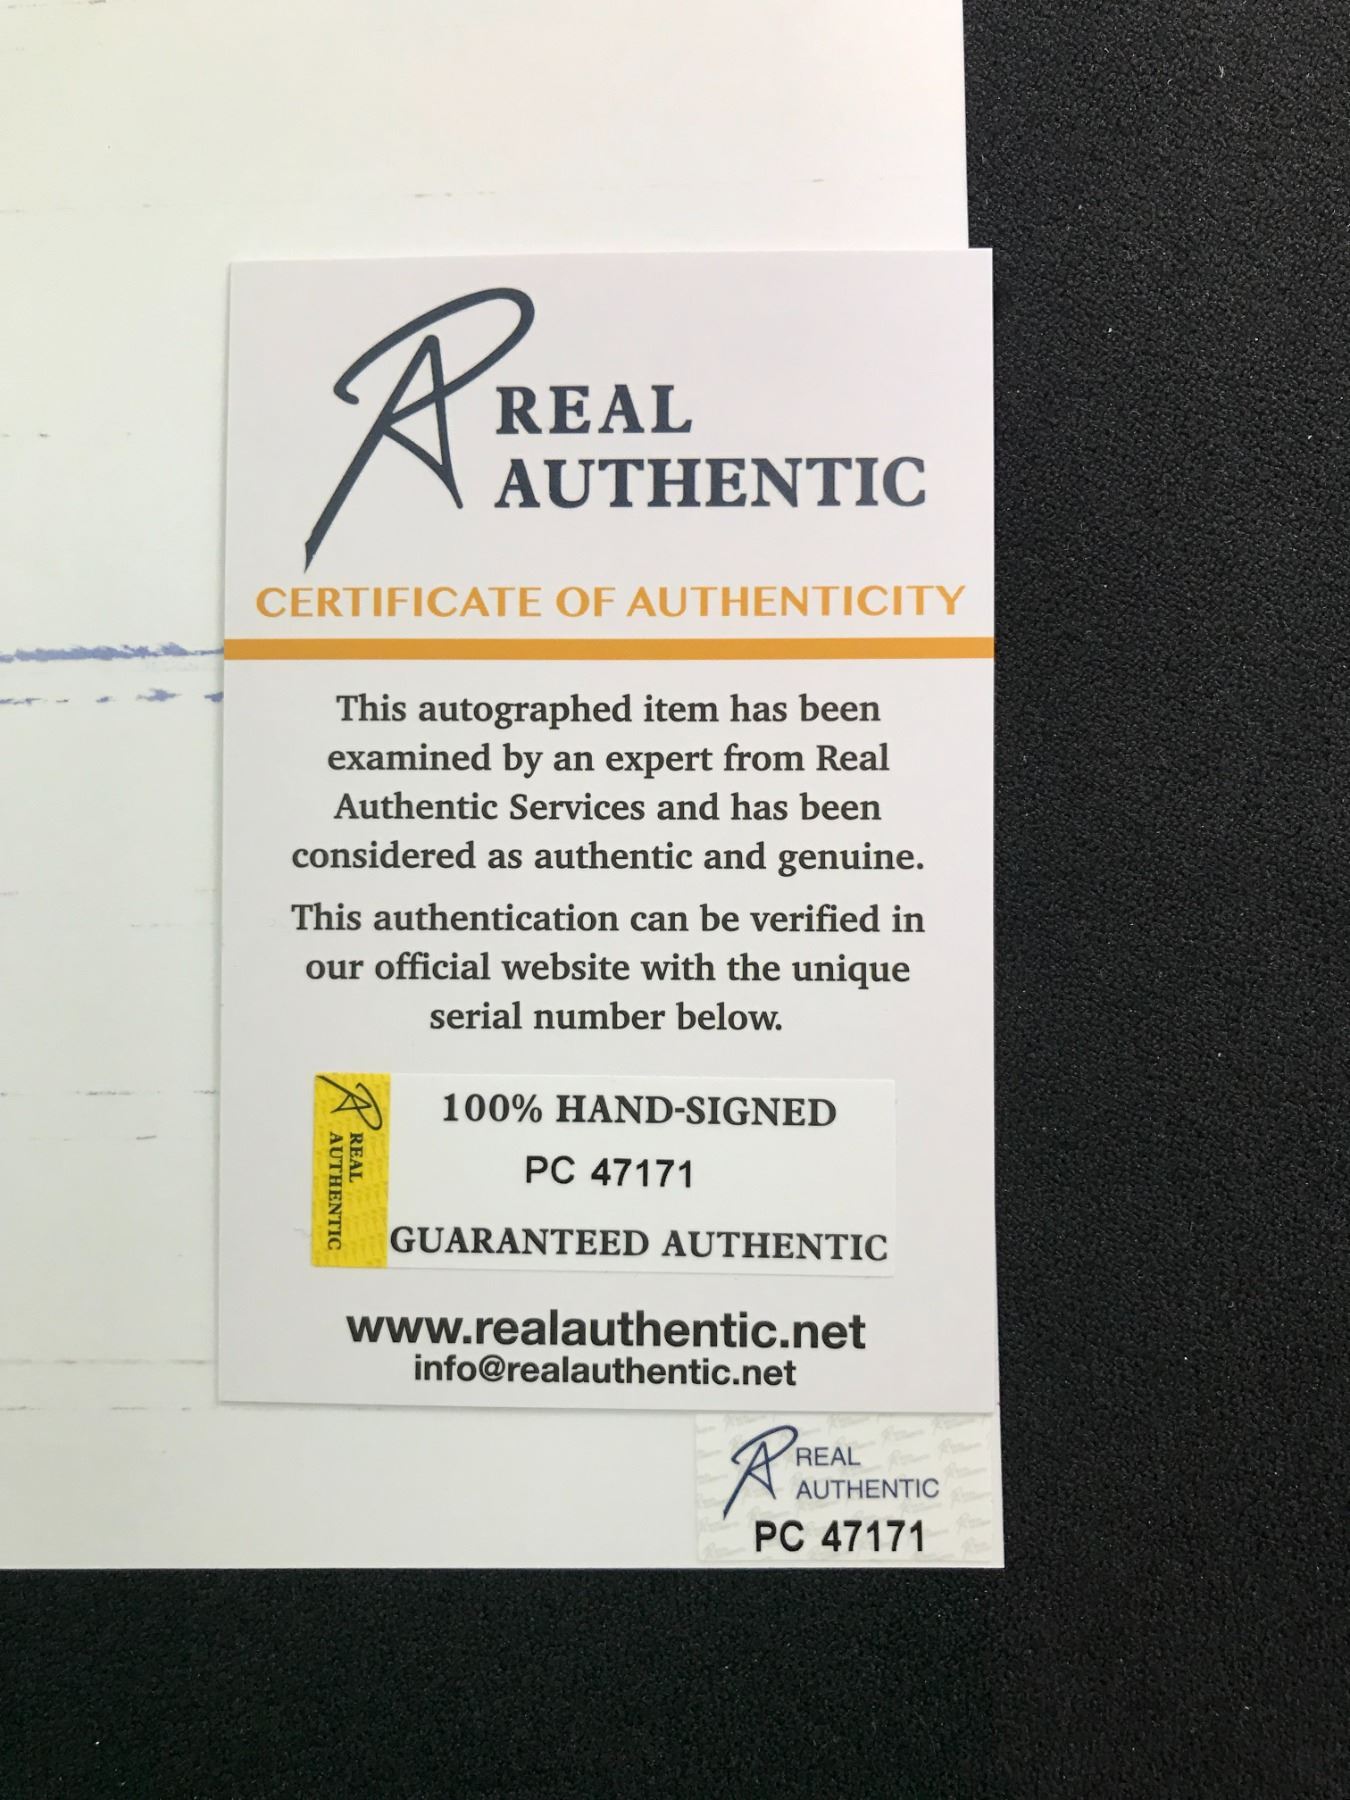 REAL
AUTHENTIC
CERTIFICATE OF AUTHENTICITY
This autographed item has been
examined by an expert from Real
Authentic Services and has been
considered as authentic and genuine.
This authentication can be verified in
our official website with the unique
serial number below.
REAL
AUTHENTIC
100% HAND-SIGNED
PC 47171
GUARANTEED AUTHENTIC
www.realauthentic.net
info@realauthentic.net
REAL
AUTHENTIC
PC 47171